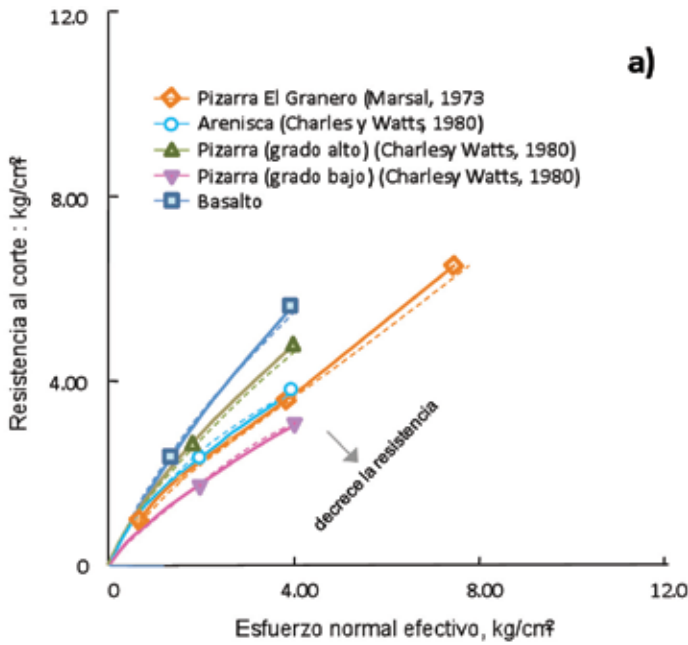 12.0
a)
Pizarra El Granero (Marsal, 1973
Arenisca (Charles y Watts, 1980)
Pizarra (grado alto) (Charlesy Watts, 1980)
Pizarra (grado bajo) (Charlesy Watts, 1980)
Basalto
8.00
4.00
0
Resistencia al corte : kg/cm²
decrece la resistencia
0 4.00 8.00 12.0
Esfuerzo normal efectivo, kg/cm²